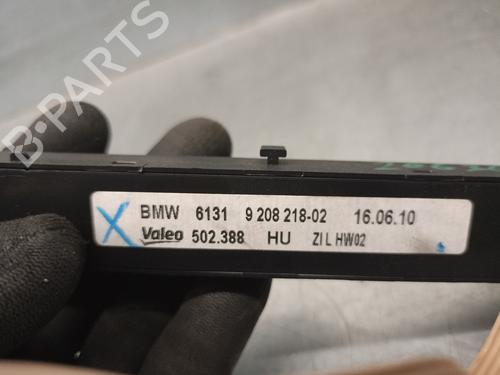 BMW 6131 9 208 218-02 16.06.10
Valeo 502.388 HU ZI L HW02
B-PARTS